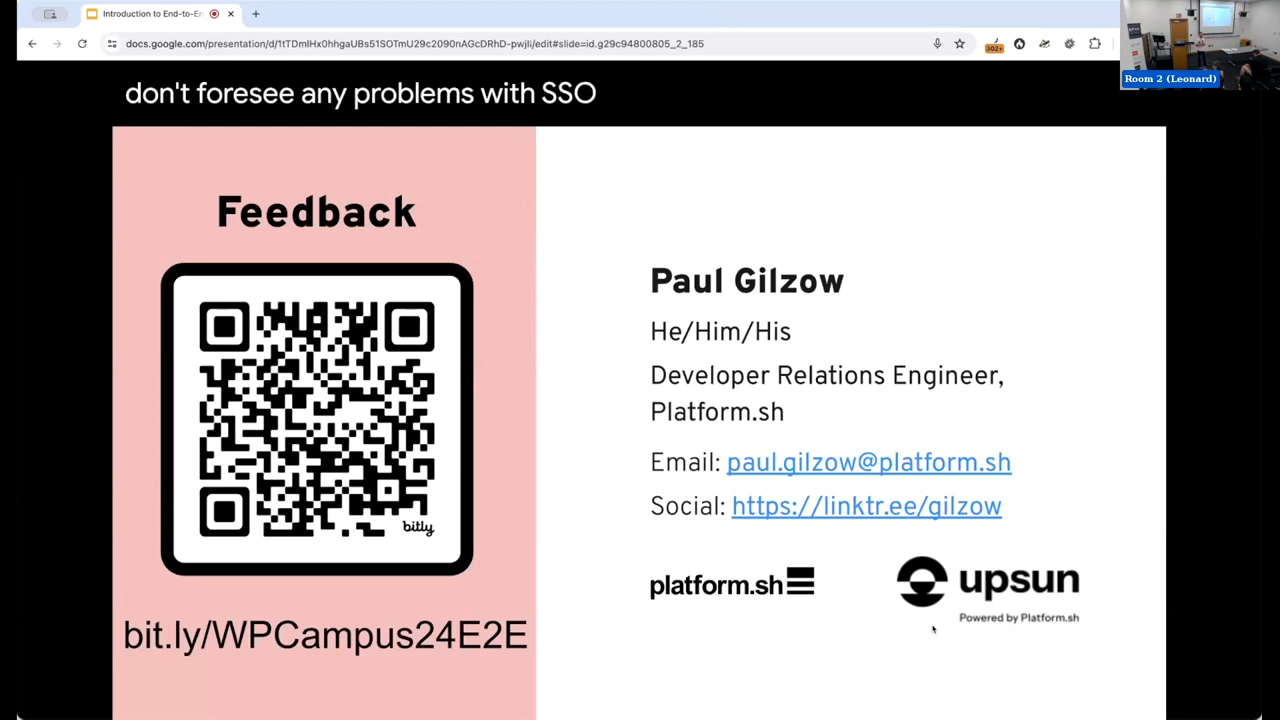 Introduction to End-to-En
docs.google.com/presentation/d/1tTDmIHx0hhgaUBs51SOTmU29c2090nAGcDRhD-pwjlI/edit#slide=id.g29c94800805_2_185
302+
Room 2 (Leonard)
don't foresee any problems with SSO
Feedback
bitly
bit.ly/WPCampus24E2E
Paul Gilzow
He/Him/His
Developer Relations Engineer,
Platform.sh
Email: paul.gilzow@platform.sh
Social: https://linktr.ee/gilzow
platform.sh
upsun
Powered by Platform.sh